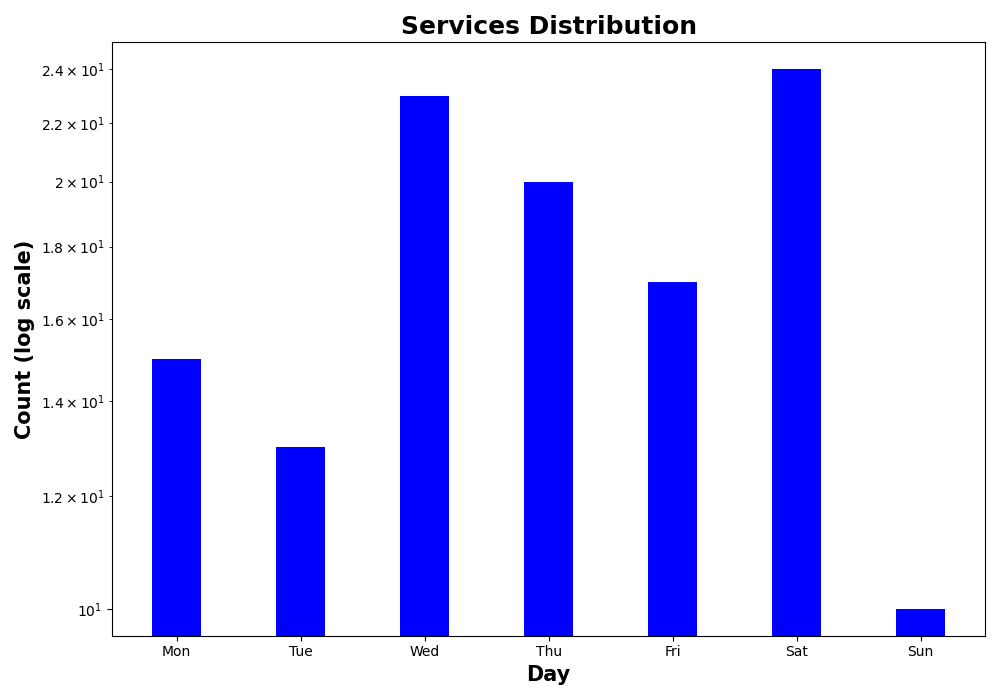 Services Distribution
Count (log scale)
2.4 × 10¹
2.2 × 10¹
2 × 10¹
1.8 × 10¹
1.6 × 10¹
1.4 × 10¹
1.2 × 10¹
10¹
Mon Tue Wed Thu Fri Sat Sun
Day